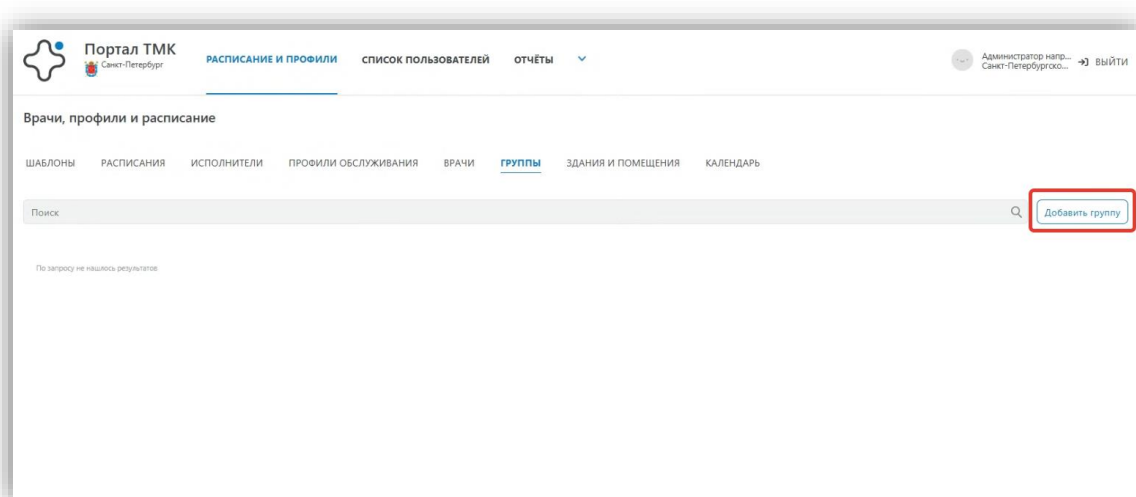 Портал ТМК
Санкт-Петербург
РАСПИСАНИЕ И ПРОФИЛИ СПИСОК ПОЛЬЗОВАТЕЛЕЙ ОТЧЁТЫ
Администратор напр...
Санкт-Петербургско...
ВЫЙТИ
Врачи, профили и расписание
ШАБЛОНЫ РАСПИСАНИЯ ИСПОЛНИТЕЛИ ПРОФИЛИ ОБСЛУЖИВАНИЯ ВРАЧИ ГРУППЫ ЗДАНИЯ И ПОМЕЩЕНИЯ КАЛЕНДАРЬ
Поиск Добавить группу
По запросу не нашлось результатов